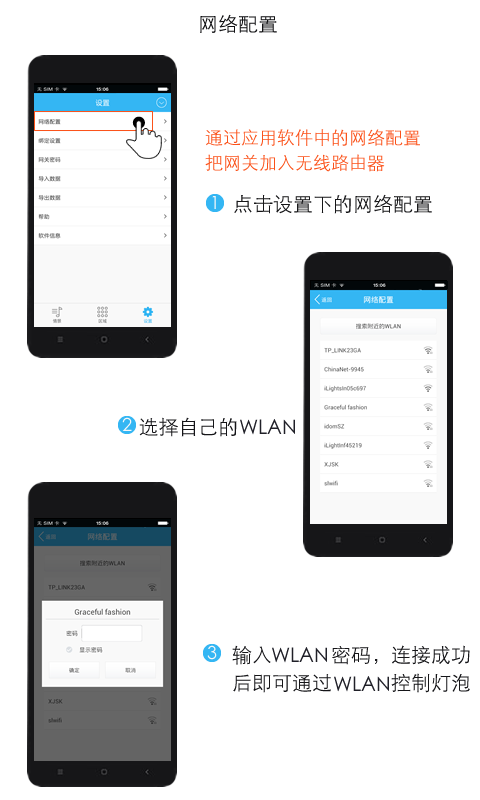 网络配置
无 SIM 卡
15:06
设置
网络配置
绑定设置
网关密码
导入数据
导出数据
帮助
软件信息
情景
区域
设置
通过应用软件中的网络配置
把网关加入无线路由器
1 点击设置下的网络配置
无 SIM 卡
15:06
返回
网络配置
搜索附近的WLAN
TP_LINK23GA
ChinaNet-9945
iLightsIn05c697
Graceful fashion
idomSZ
iLightInf45219
XJSK
slwifi
2 选择自己的WLAN
无 SIM 卡
15:06
返回
网络配置
搜索附近的WLAN
TP_LINK23GA
Graceful fashion
密码
显示密码
确定
取消
XJSK
slwifi
3 输入WLAN 密码，连接成功
后即可通过WLAN控制灯泡